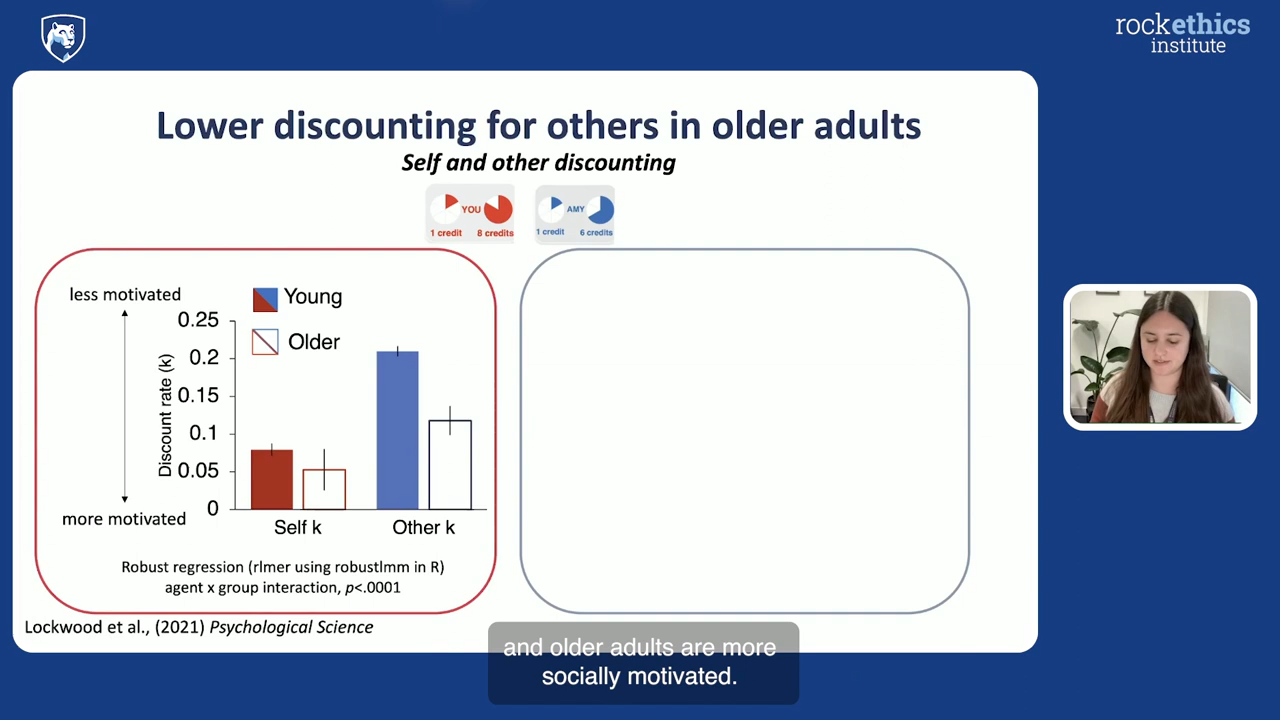 rockethics
institute
Lower discounting for others in older adults
Self and other discounting
YOU
1 credit 8 credits
AMY
1 credit 6 credits
less motivated
more motivated
Young
Older
Discount rate (k)
0.25
0.2
0.15
0.1
0.05
0
Self k Other k
Robust regression (rlmer using robustlmm in R)
agent x group interaction, p<.0001
Lockwood et al., (2021) Psychological Science
and older adults are more
socially motivated.